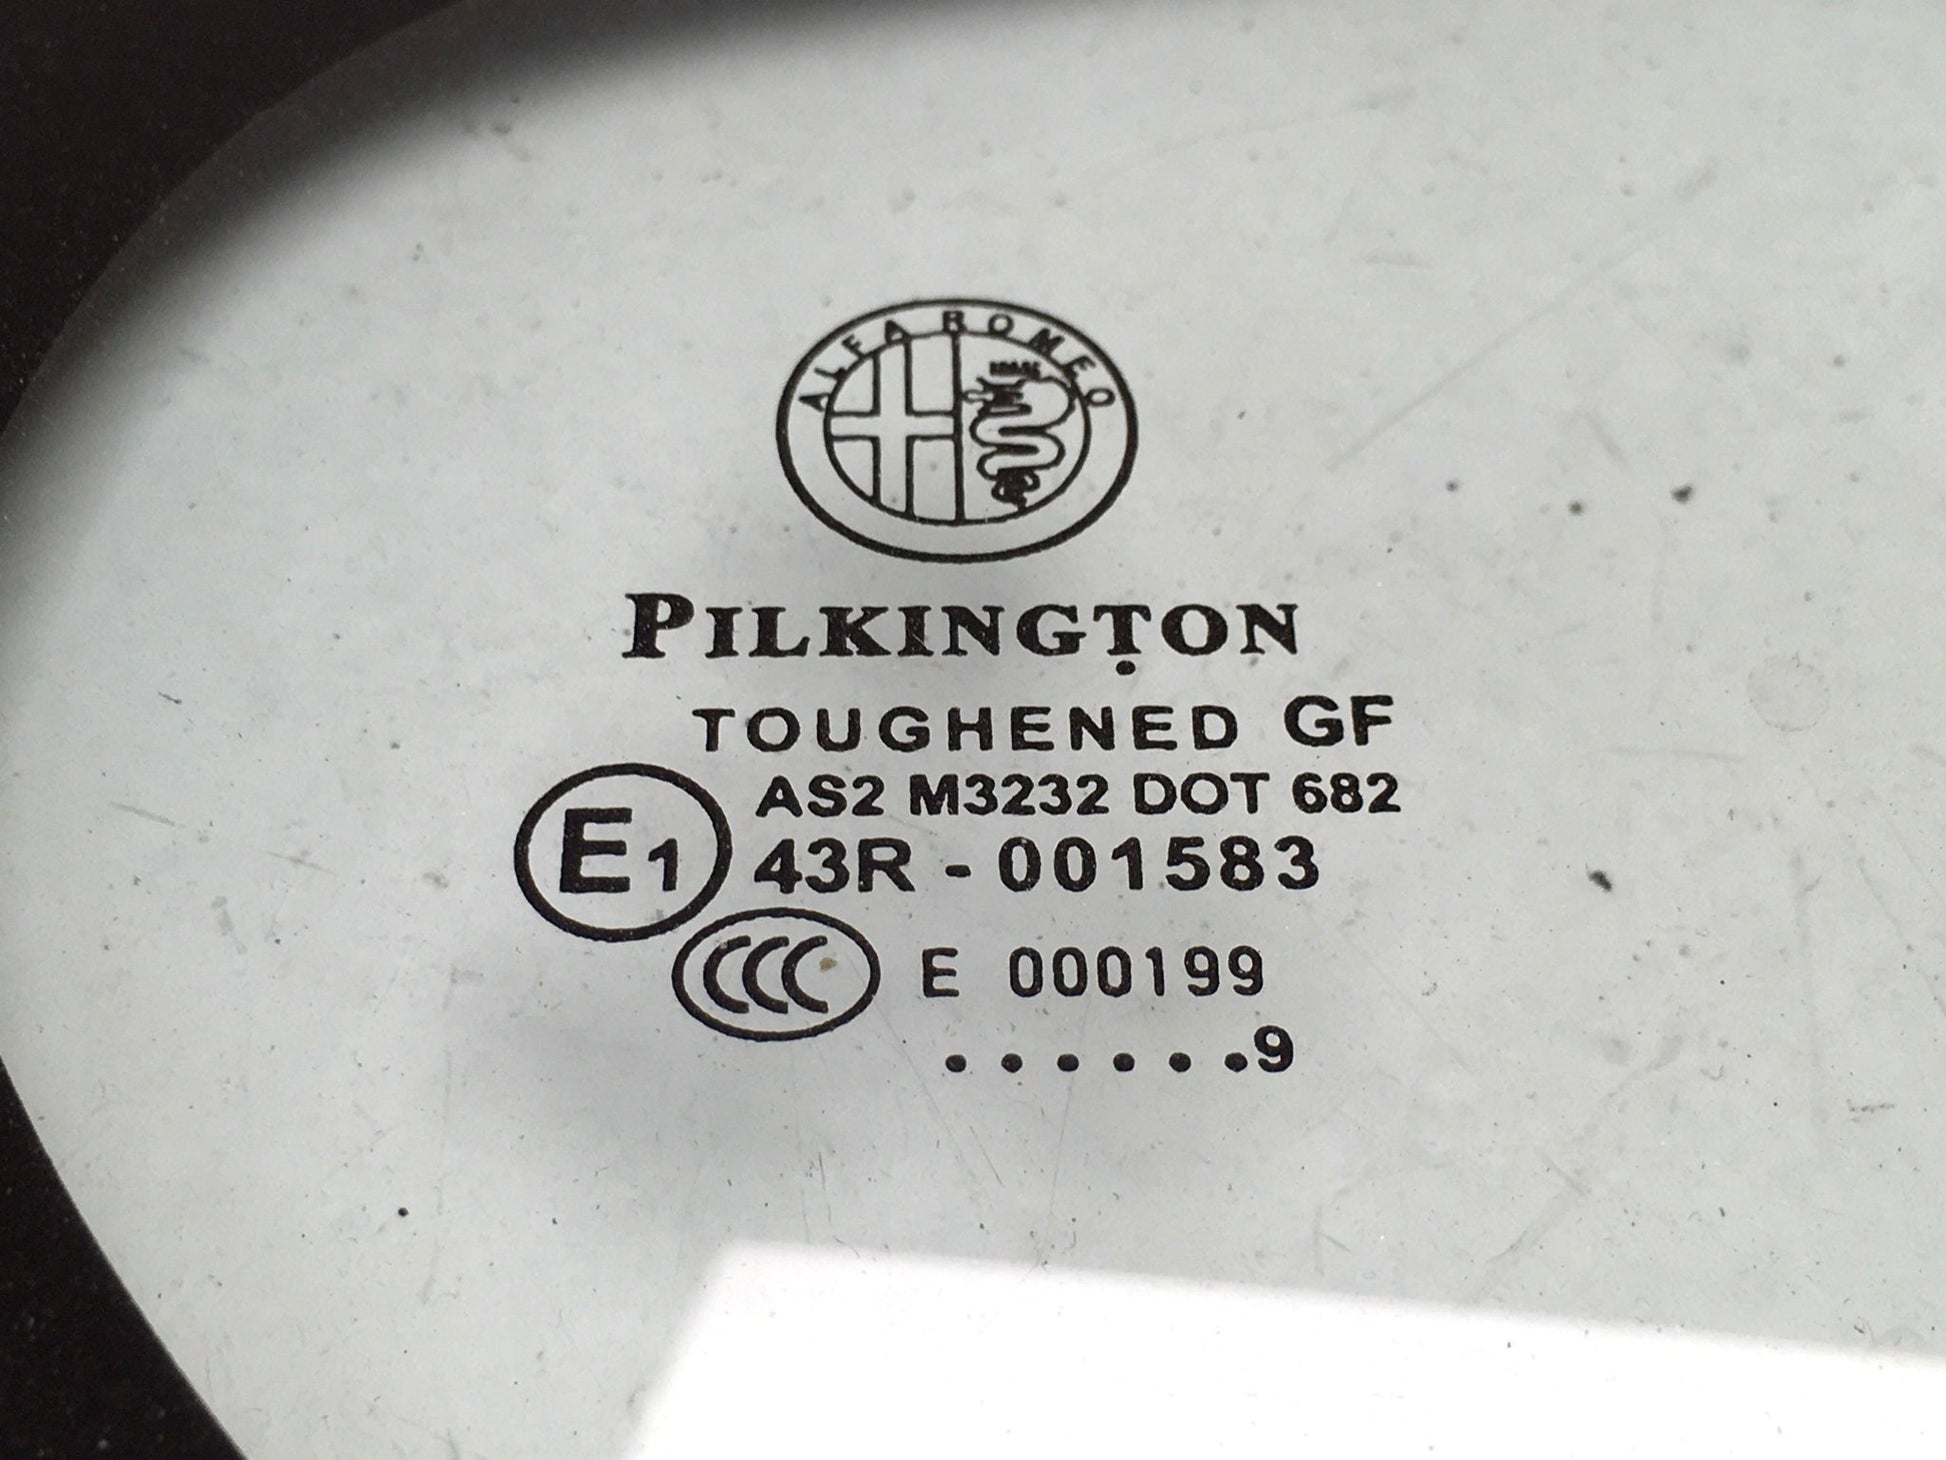 ALFA ROMEO
PILKINGTON
TOUGHENED GF
AS2 M3232 DOT 682
E1 43R - 001583
CCC E 000199
.......9